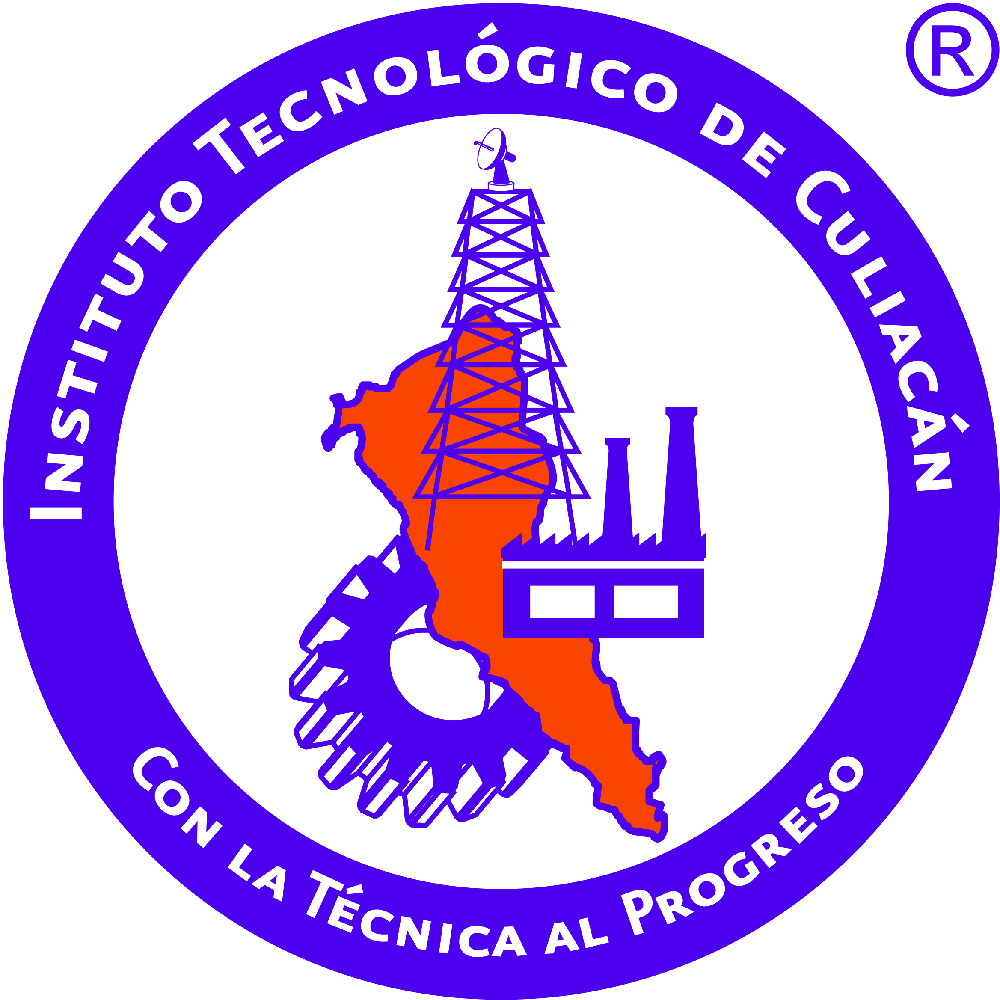 INSTITUTO TECNOLÓGICO DE CULIACÁN
CON LA TÉCNICA AL PROGRESO
®